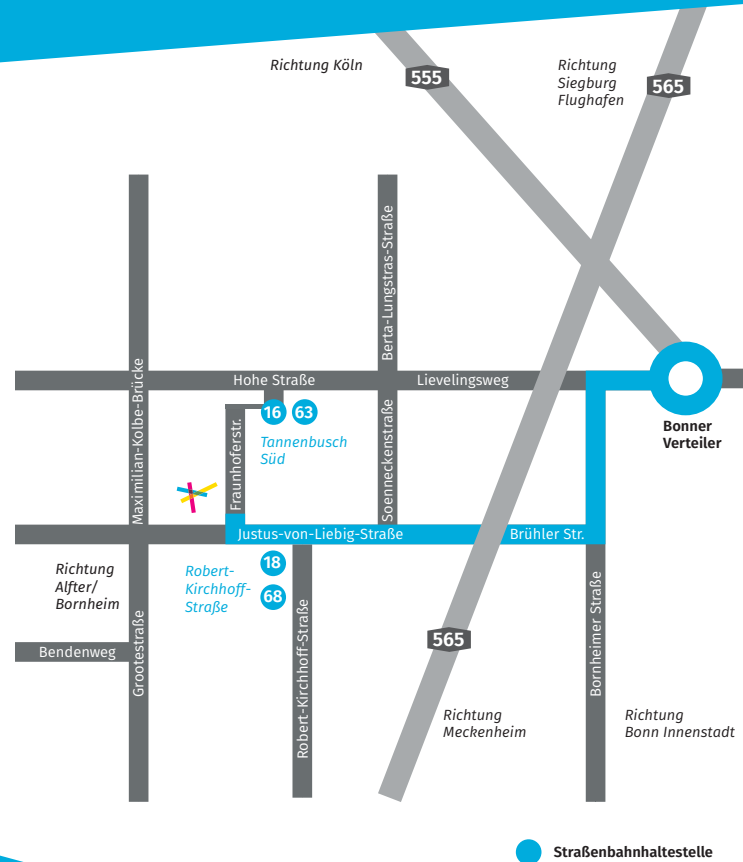 Richtung Köln
555
Richtung
Siegburg
Flughafen
565
Maximilian-Kolbe-Brücke
Berta-Lungstras-Straße
Hohe Straße
Lievelingsweg
16
63
Tannenbusch
Süd
Bonner
Verteiler
Fraunhoferstr.
Soenneckenstraße
Justus-von-Liebig-Straße
Brühler Str.
Richtung
Alfter/
Bornheim
Robert-
Kirchhoff-
Straße
18
68
Grootestraße
Bendenweg
Robert-Kirchhoff-Straße
565
Bornheimer Straße
Richtung
Meckenheim
Richtung
Bonn Innenstadt
Straßenbahnhaltestelle